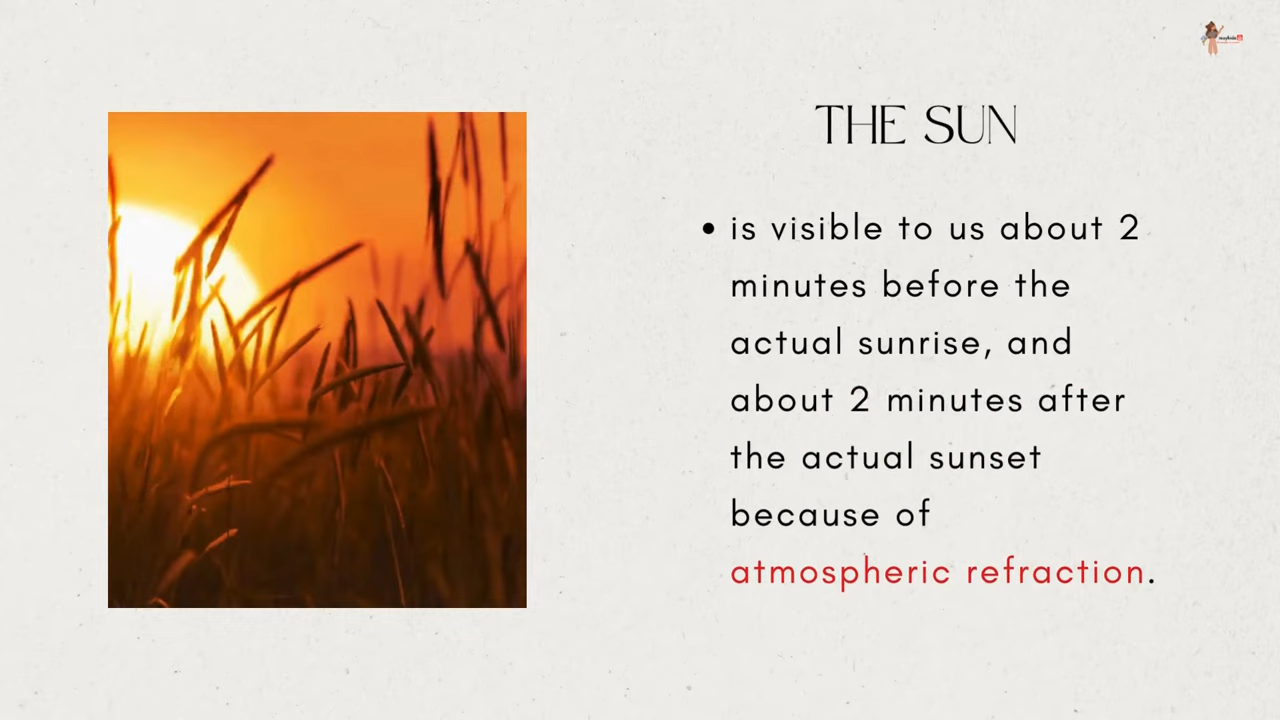 THE SUN
• is visible to us about 2
minutes before the
actual sunrise, and
about 2 minutes after
the actual sunset
because of
atmospheric refraction.